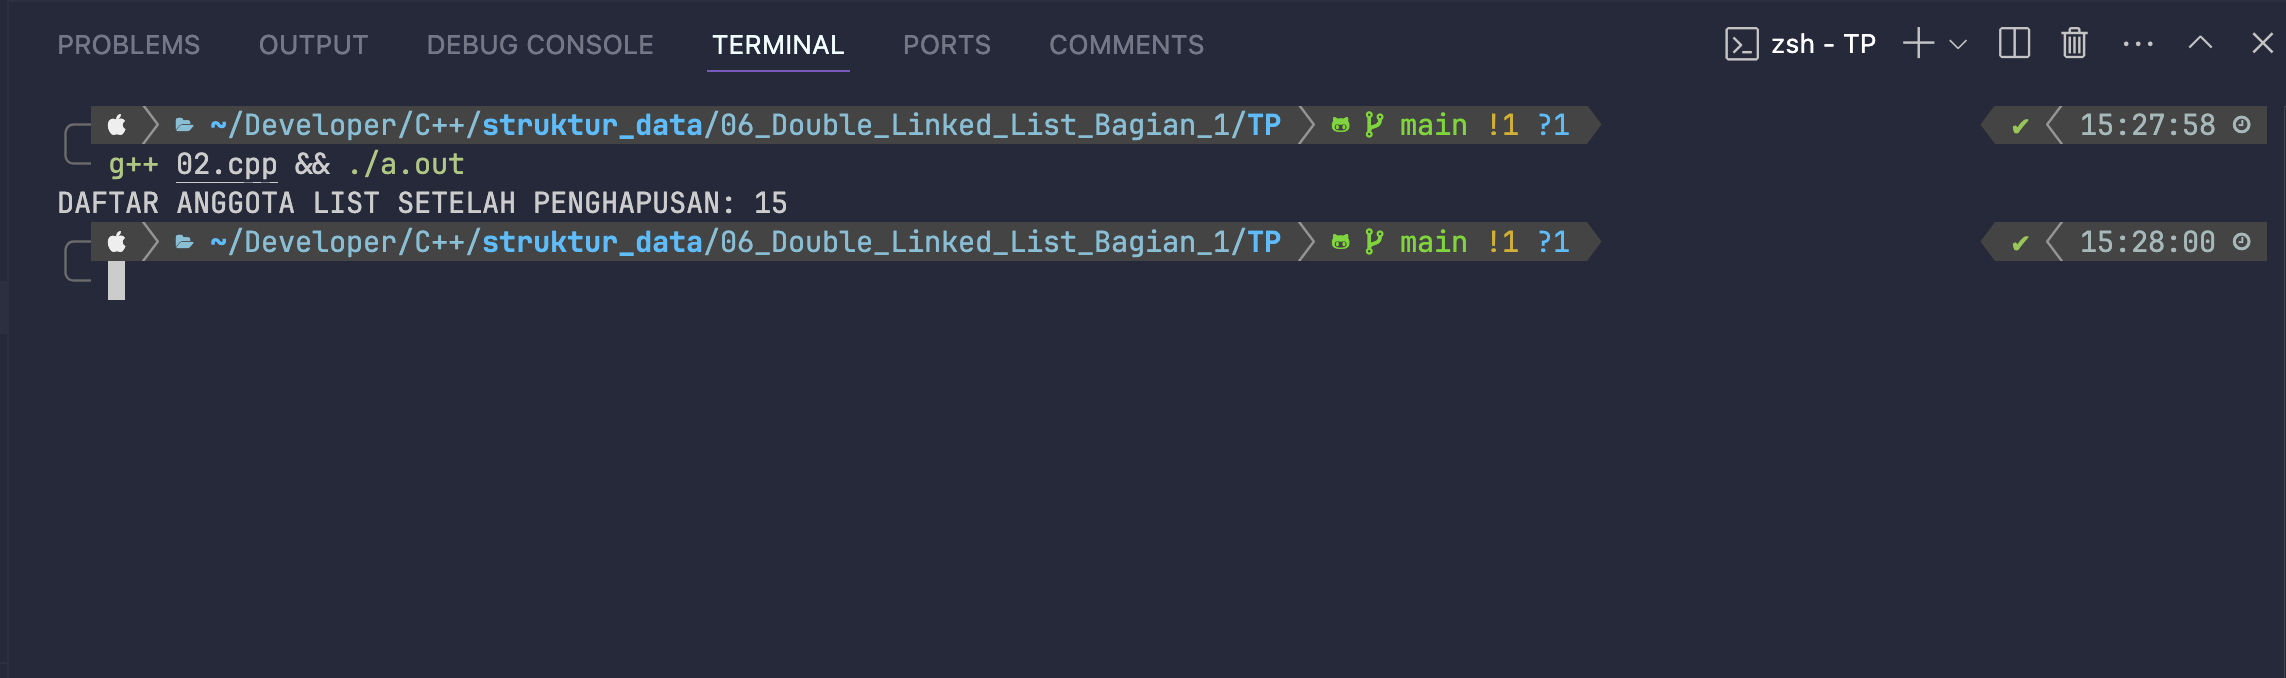 PROBLEMS OUTPUT DEBUG CONSOLE TERMINAL PORTS COMMENTS zsh - TP
~/Developer/C++/struktur_data/06_Double_Linked_List_Bagian_1/TP main !1 ?1 ✔ 15:27:58
g++ 02.cpp && ./a.out
DAFTAR ANGGOTA LIST SETELAH PENGHAPUSAN: 15
~/Developer/C++/struktur_data/06_Double_Linked_List_Bagian_1/TP main !1 ?1 ✔ 15:28:00